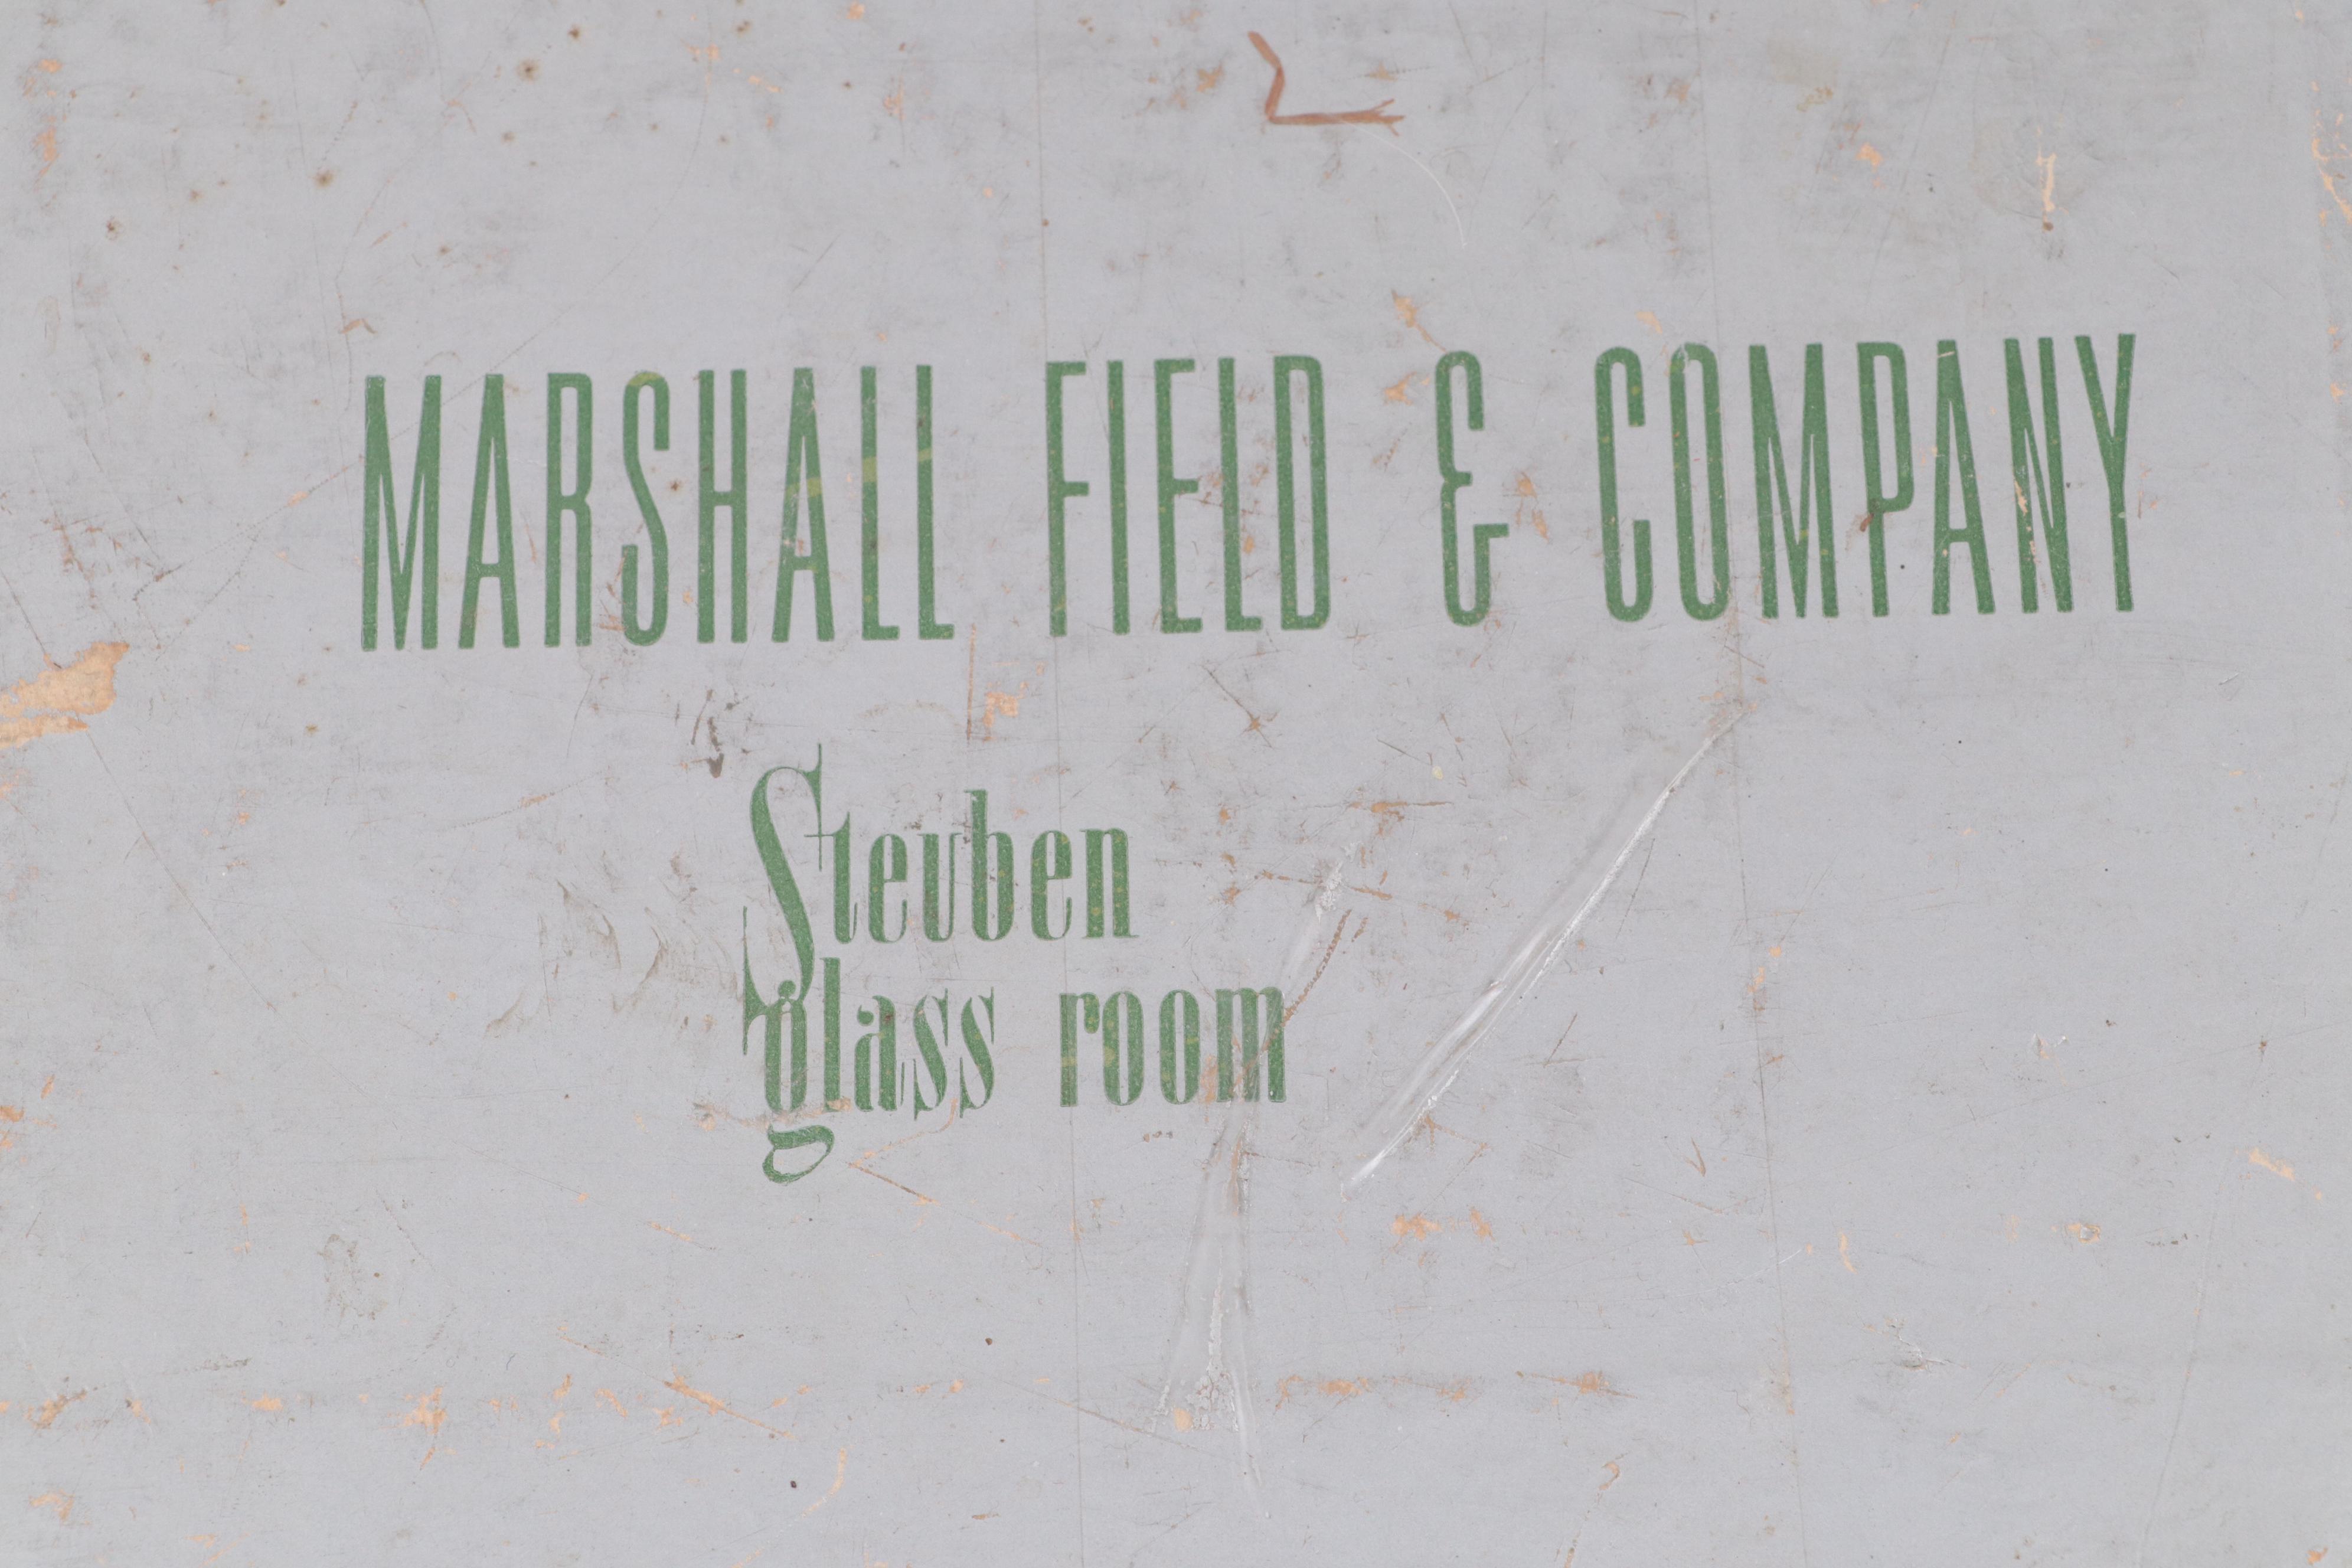 MARSHALL FIELD & COMPANY
Steuben
glass room